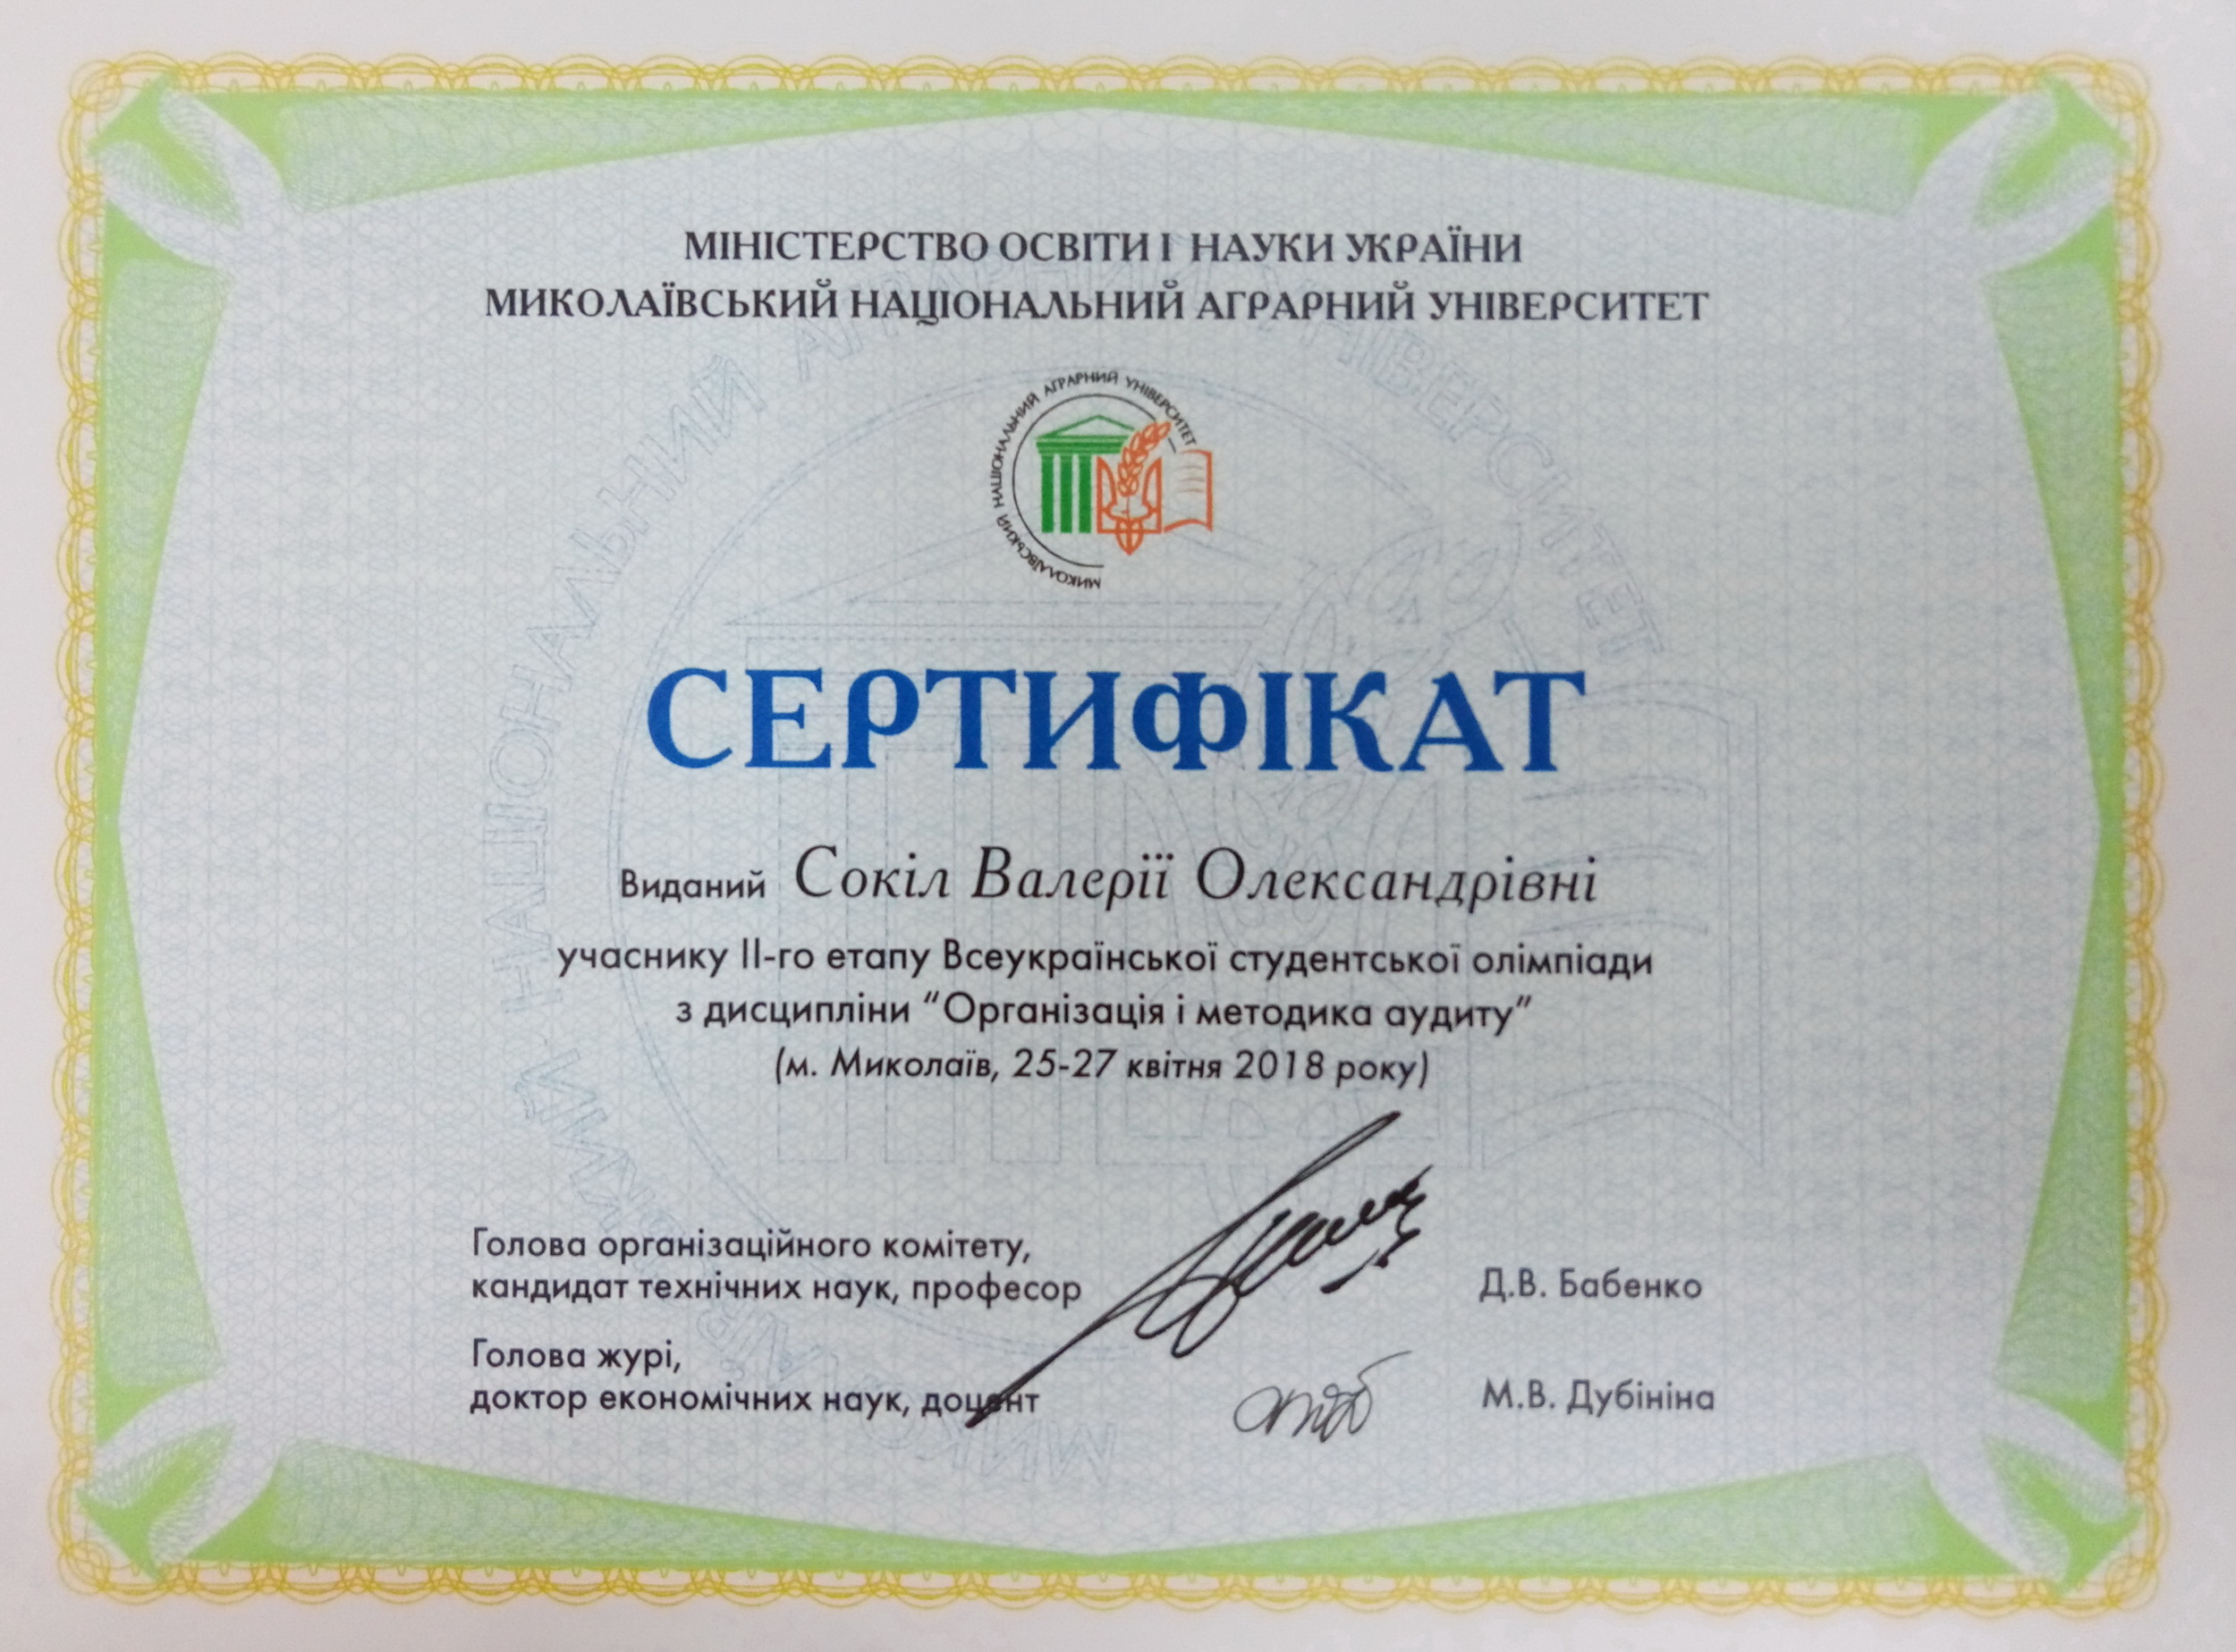 МІНІСТЕРСТВО ОСВІТИ І НАУКИ УКРАЇНИ
МИКОЛАЇВСЬКИЙ НАЦІОНАЛЬНИЙ АГРАРНИЙ УНІВЕРСИТЕТ
МИКОЛАЇВСЬКИЙ НАЦІОНАЛЬНИЙ АГРАРНИЙ УНІВЕРСИТЕТ
СЕРТИФІКАТ
Виданий Сокіл Валерії Олександрівні
учаснику ІІ-го етапу Всеукраїнської студентської олімпіади
з дисципліни “Організація і методика аудиту”
(м. Миколаїв, 25-27 квітня 2018 року)
Голова організаційного комітету,
кандидат технічних наук, професор Д.В. Бабенко
Голова журі,
доктор економічних наук, доцент М.В. Дубініна